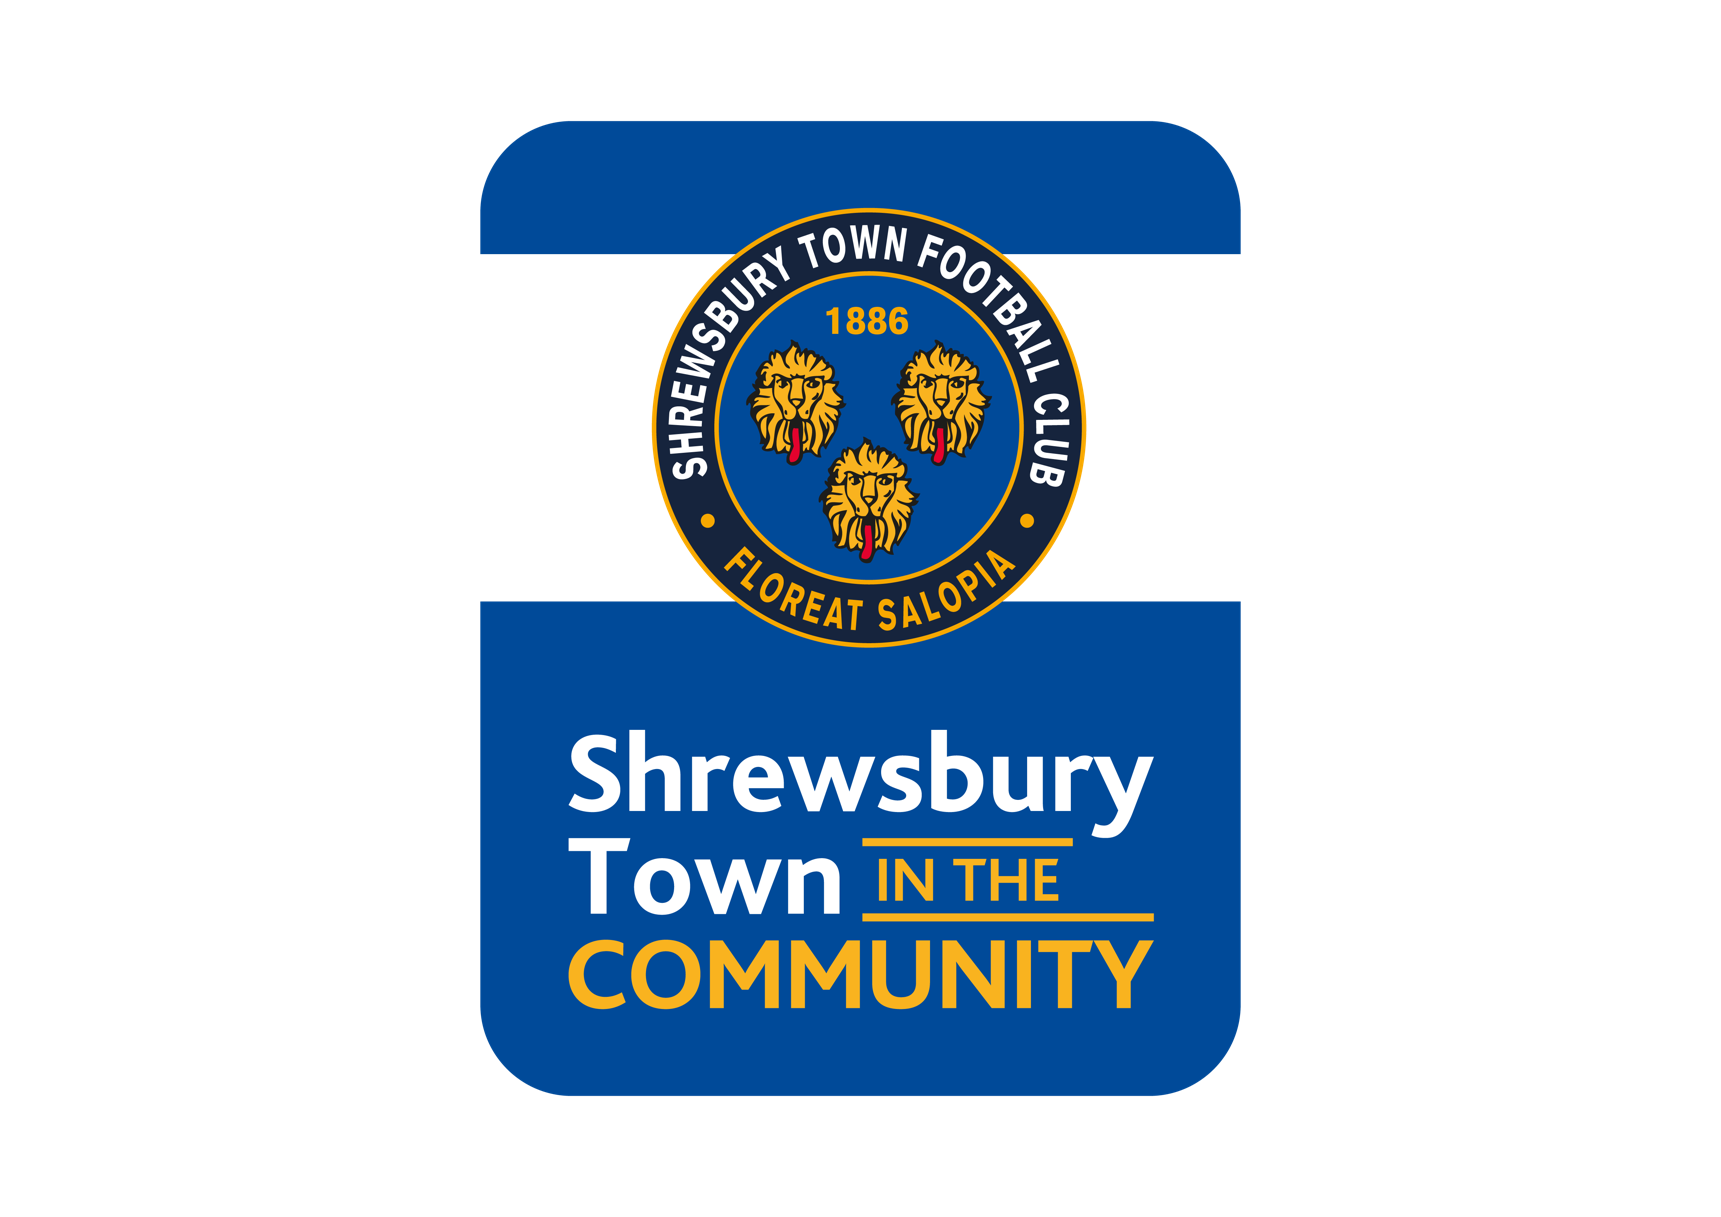 SHREWSBURY TOWN FOOTBALL CLUB
1886
FLOREAT SALOPIA
Shrewsbury
Town IN THE
COMMUNITY